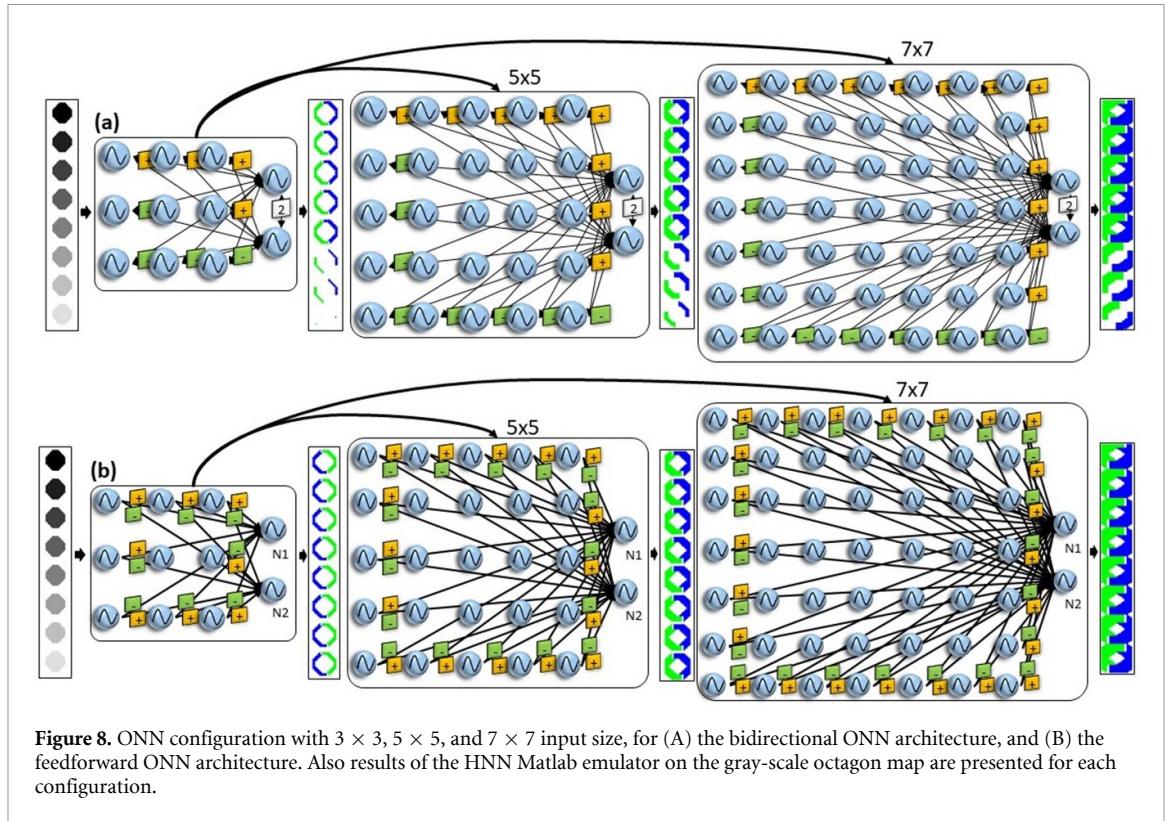 7x7
5x5
(a)
2
2
2
7x7
5x5
(b)
N1
N2
N1
N2
N1
N2
Figure 8. ONN configuration with 3 × 3, 5 × 5, and 7 × 7 input size, for (A) the bidirectional ONN architecture, and (B) the
feedforward ONN architecture. Also results of the HNN Matlab emulator on the gray-scale octagon map are presented for each
configuration.